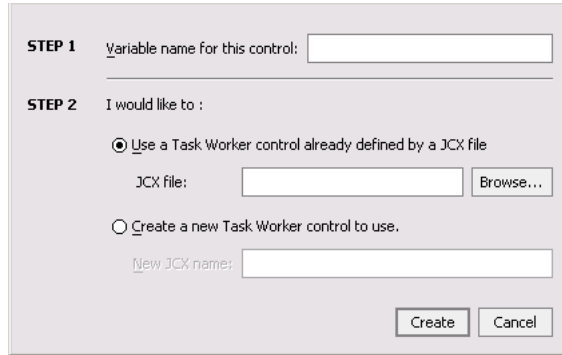 STEP 1 Variable name for this control:
STEP 2 I would like to :
Use a Task Worker control already defined by a JCX file
JCX file: Browse...
Create a new Task Worker control to use.
New JCX name:
Create Cancel